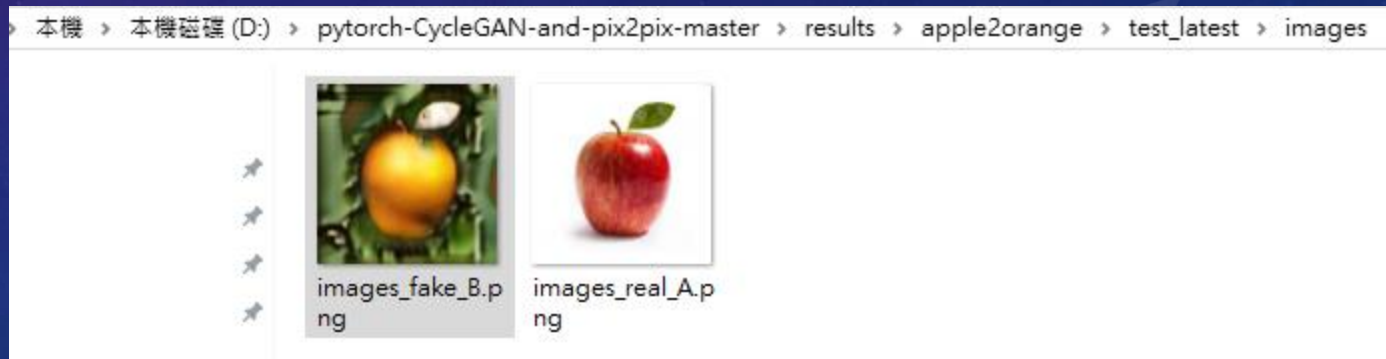 本機 > 本機磁碟 (D:) > pytorch-CycleGAN-and-pix2pix-master > results > apple2orange > test_latest > images
images_fake_B.p
ng
images_real_A.p
ng